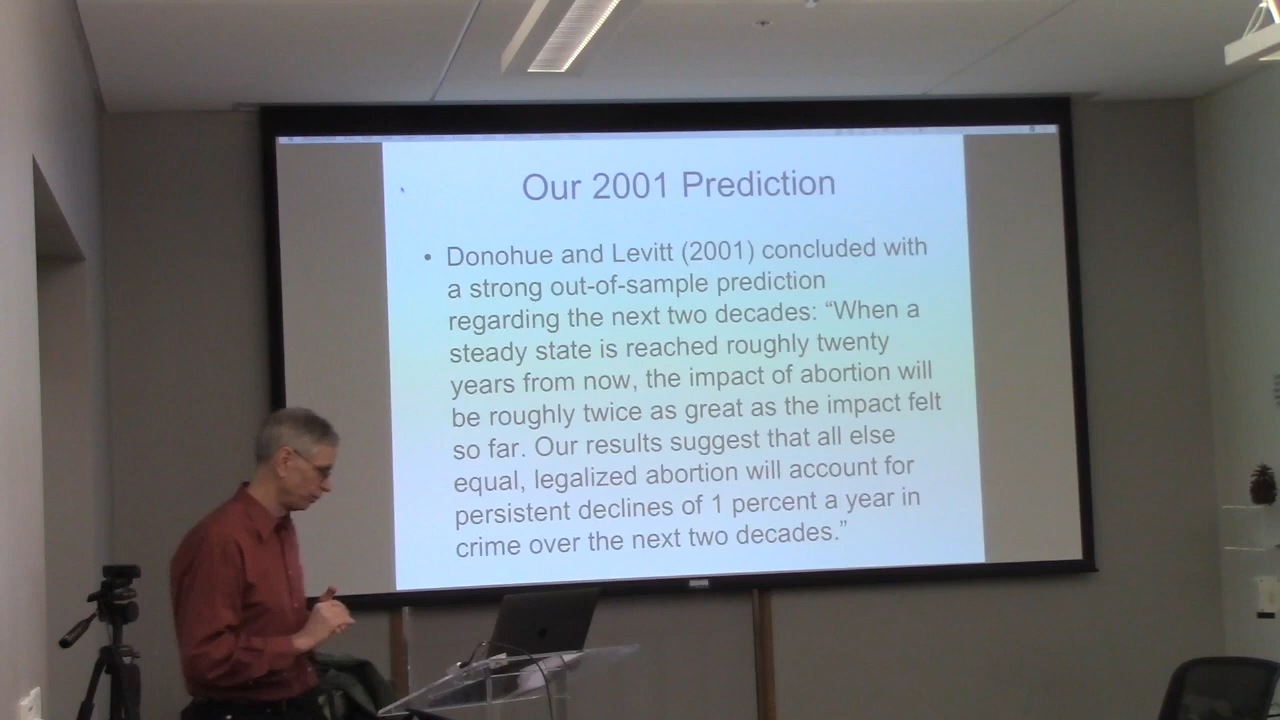 Our 2001 Prediction
• Donohue and Levitt (2001) concluded with
a strong out-of-sample prediction
regarding the next two decades: “When a
steady state is reached roughly twenty
years from now, the impact of abortion will
be roughly twice as great as the impact felt
so far. Our results suggest that all else
equal, legalized abortion will account for
persistent declines of 1 percent a year in
crime over the next two decades.”